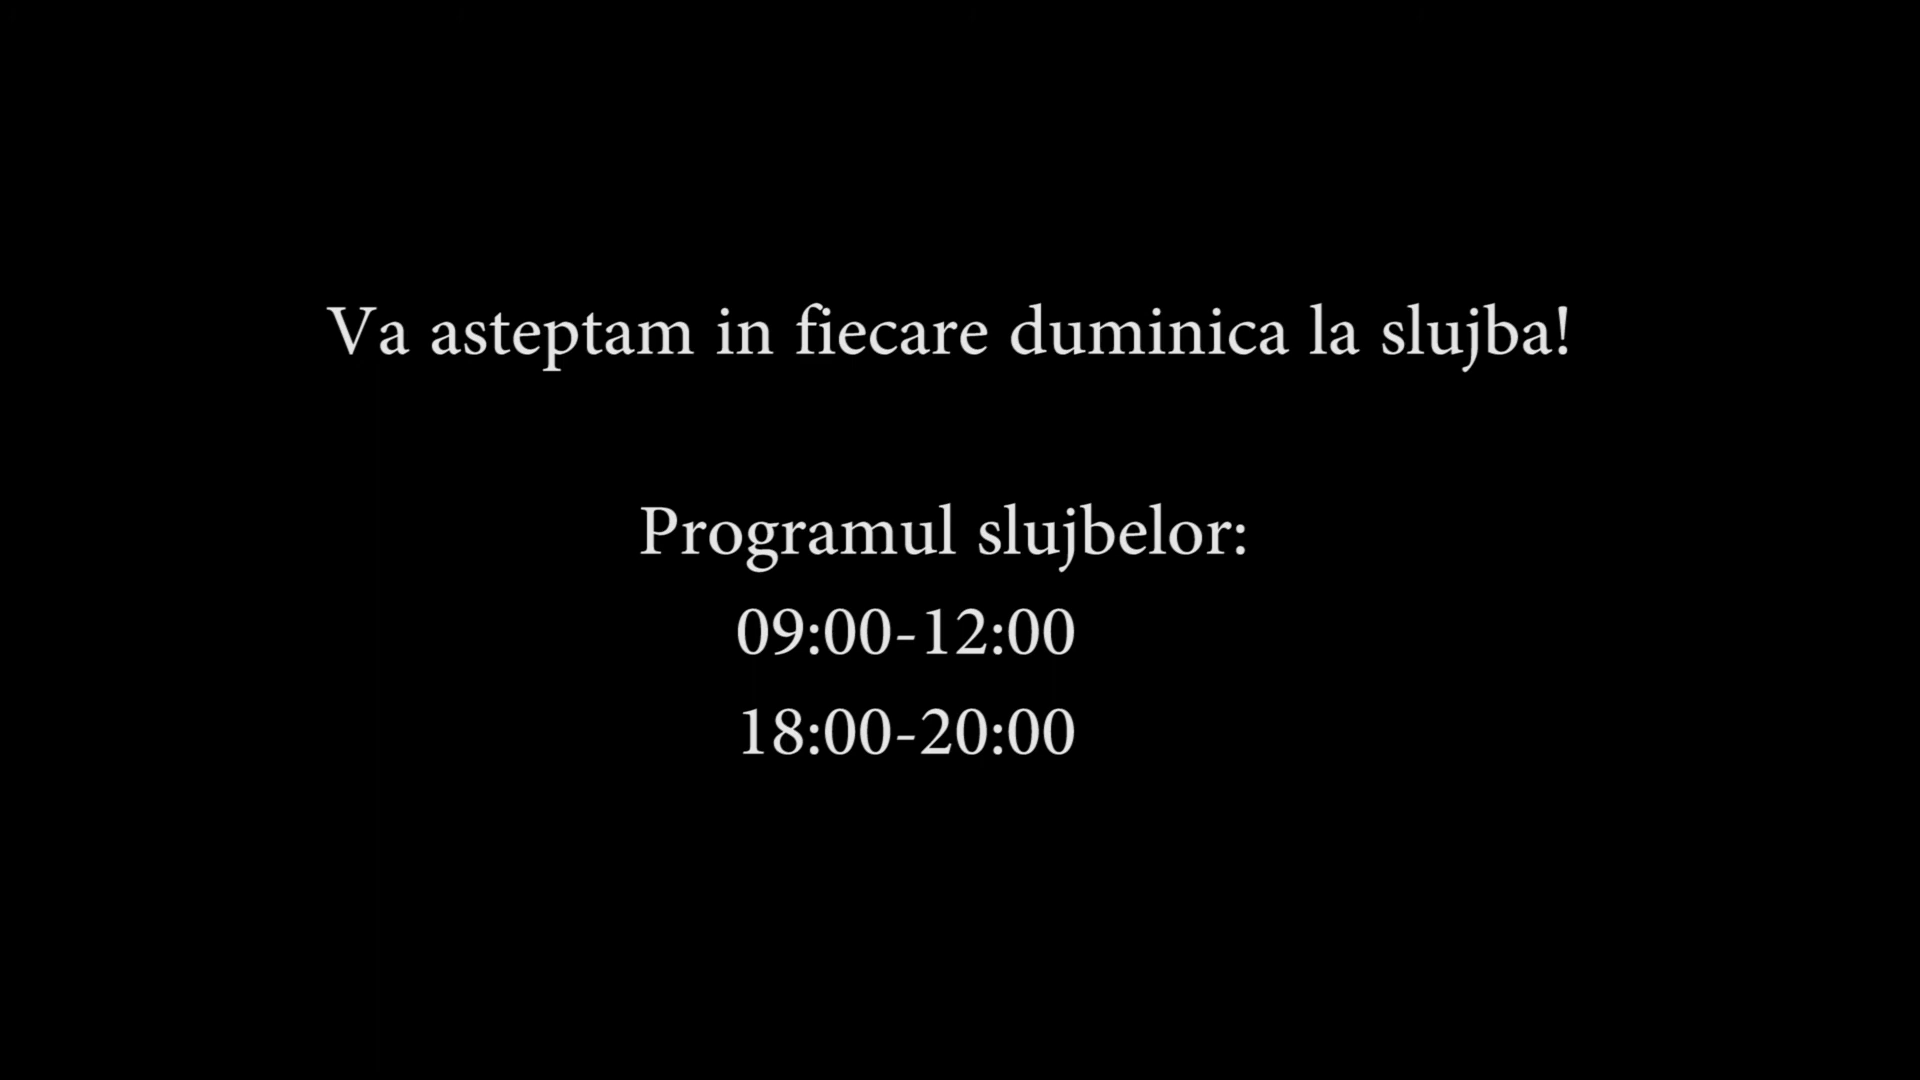 Va asteptam in fiecare duminica la slujba!
Programul slujbelor:
09:00-12:00
18:00-20:00